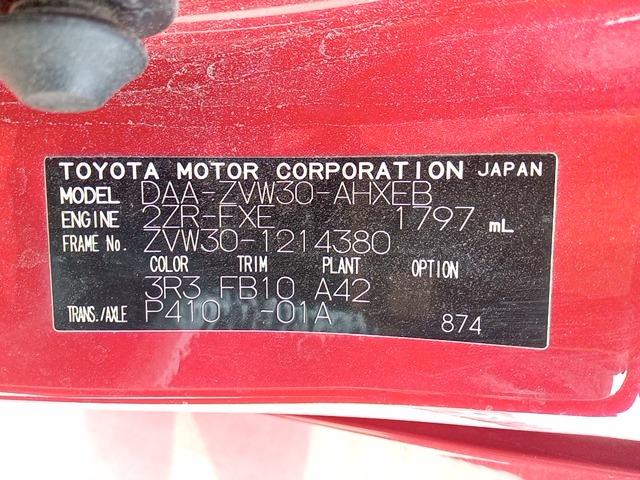 TOYOTA MOTOR CORPORATION JAPAN
MODEL DAA-ZVW30-AHXEB
ENGINE 2ZR-FXE 1797 mL
FRAME No. ZVW30-1214380
COLOR TRIM PLANT OPTION
3R3 FB10 A42
TRANS./AXLE P410 -01A 874